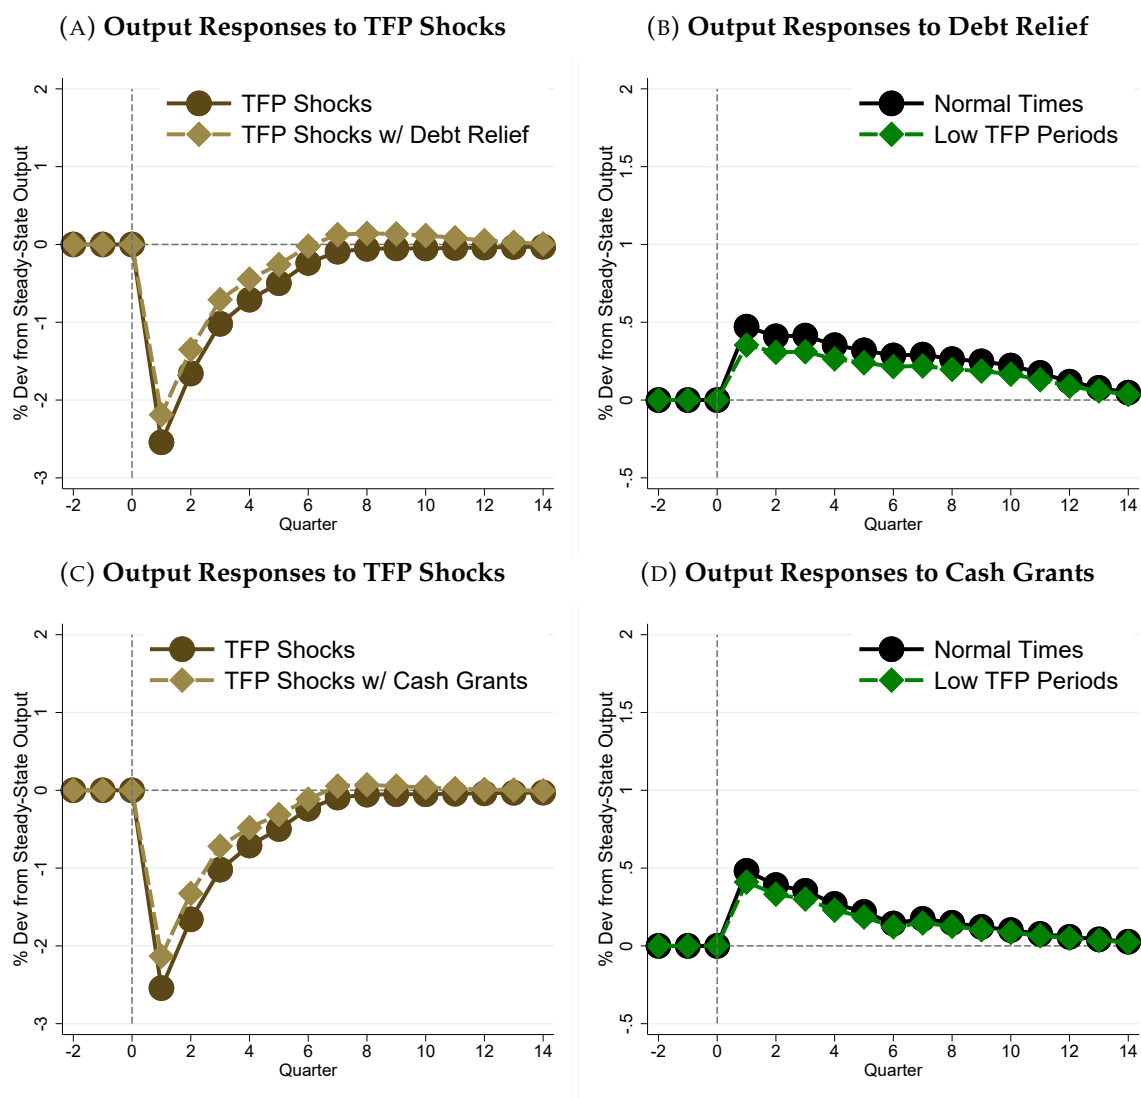 (A) Output Responses to TFP Shocks
TFP Shocks
TFP Shocks w/ Debt Relief
% Dev from Steady-State Output
2
1
0
-1
-2
-3
-2 0 2 4 6 8 10 12 14
Quarter
(B) Output Responses to Debt Relief
Normal Times
Low TFP Periods
% Dev from Steady-State Output
2
1.5
1
.5
0
-.5
-2 0 2 4 6 8 10 12 14
Quarter
(C) Output Responses to TFP Shocks
TFP Shocks
TFP Shocks w/ Cash Grants
% Dev from Steady-State Output
2
1
0
-1
-2
-3
-2 0 2 4 6 8 10 12 14
Quarter
(D) Output Responses to Cash Grants
Normal Times
Low TFP Periods
% Dev from Steady-State Output
2
1.5
1
.5
0
-.5
-2 0 2 4 6 8 10 12 14
Quarter